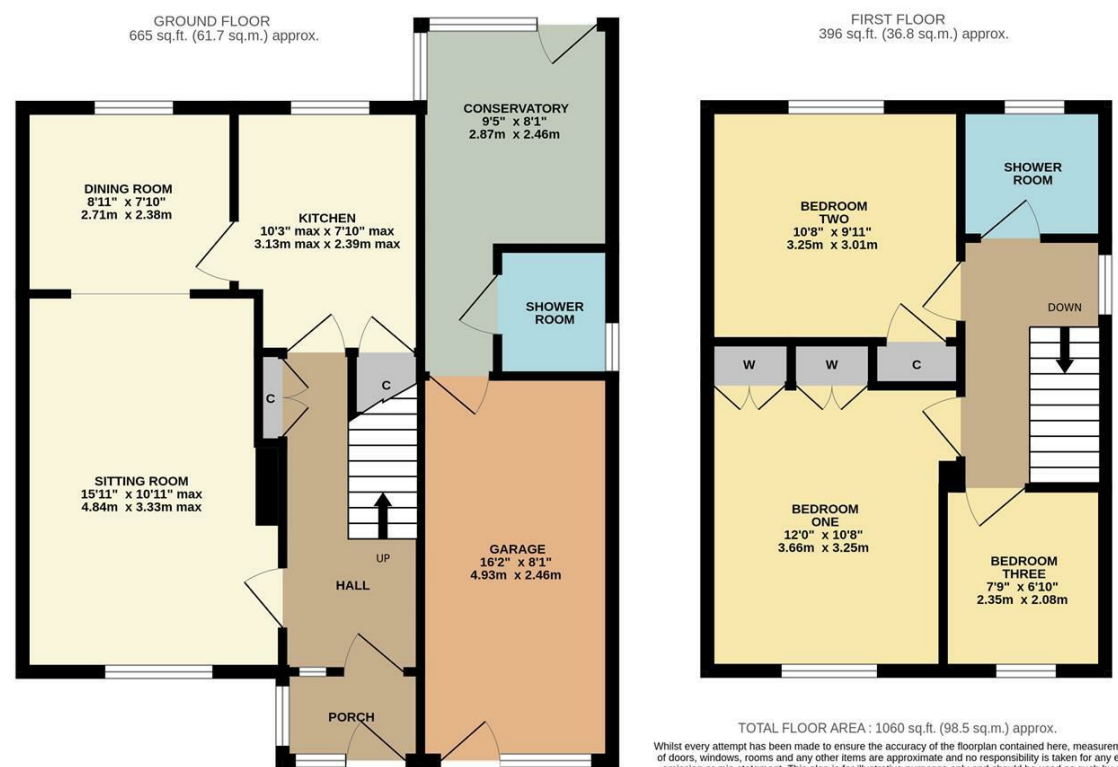 GROUND FLOOR
665 sq.ft. (61.7 sq.m.) approx.
CONSERVATORY
9'5" x 8'1"
2.87m x 2.46m
DINING ROOM
8'11" x 7'10"
2.71m x 2.38m
KITCHEN
10'3" max x 7'10" max
3.13m max x 2.39m max
SHOWER
ROOM
C
C
SITTING ROOM
15'11" x 10'11" max
4.84m x 3.33m max
UP
HALL
GARAGE
16'2" x 8'1"
4.93m x 2.46m
PORCH
FIRST FLOOR
396 sq.ft. (36.8 sq.m.) approx.
SHOWER
ROOM
BEDROOM
TWO
10'8" x 9'11"
3.25m x 3.01m
DOWN
W
W
C
BEDROOM
ONE
12'0" x 10'8"
3.66m x 3.25m
BEDROOM
THREE
7'9" x 6'10"
2.35m x 2.08m
TOTAL FLOOR AREA : 1060 sq.ft. (98.5 sq.m.) approx.
Whilst every attempt has been made to ensure the accuracy of the floorplan contained here, measurem
of doors, windows, rooms and any other items are approximate and no responsibility is taken for any e